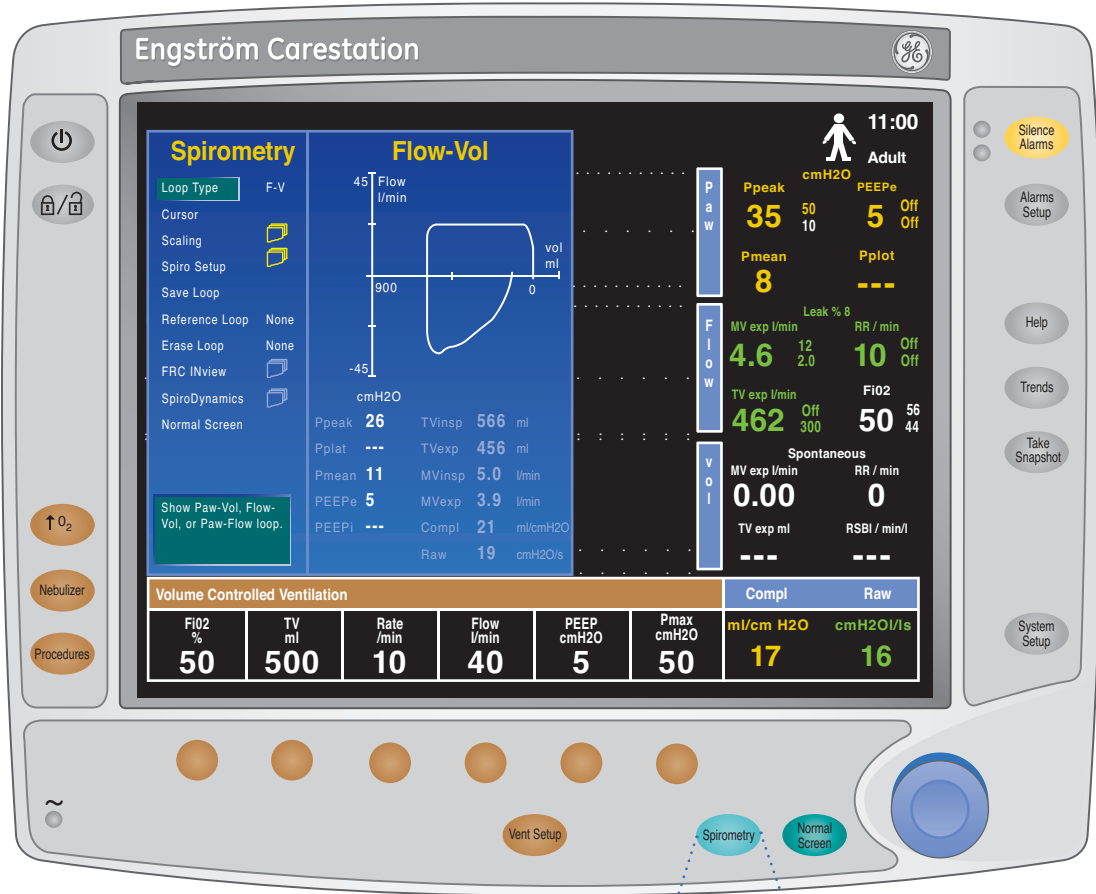 Engström Carestation
GE
Spirometry
Loop Type F-V
Cursor
Scaling
Spiro Setup
Save Loop
Reference Loop None
Erase Loop None
FRC INview
SpiroDynamics
Normal Screen
Show Paw-Vol, Flow-
Vol, or Paw-Flow loop.
Flow-Vol
45 Flow
l/min
vol
ml
900 0
-45
cmH2O
Ppeak 26 TVinsp 566 ml
Pplat --- TVexp 456 ml
Pmean 11 MVinsp 5.0 l/min
PEEPe 5 MVexp 3.9 l/min
PEEPi --- Compl 21 ml/cmH2O
Raw 19 cmH2O/s
11:00
Adult
Paw
cmH2O
Ppeak PEEPe
35 50 10 5 Off Off
Pmean Pplot
8 ---
Flow
Leak % 8
MV exp l/min RR / min
4.6 12 2.0 10 Off Off
TV exp l/min Fi02
462 Off 300 50 56 44
vol
Spontaneous
MV exp l/min RR / min
0.00 0
TV exp ml RSBI / min/l
--- ---
Volume Controlled Ventilation
Fi02
%
50
TV
ml
500
Rate
/min
10
Flow
l/min
40
PEEP
cmH2O
5
Pmax
cmH2O
50
Compl Raw
ml/cm H2O cmH2Ol/ls
17 16
↑O₂
Nebulizer
Procedures
Silence
Alarms
Alarms
Setup
Help
Trends
Take
Snapshot
System
Setup
~
Vent Setup
Spirometry
Normal
Screen